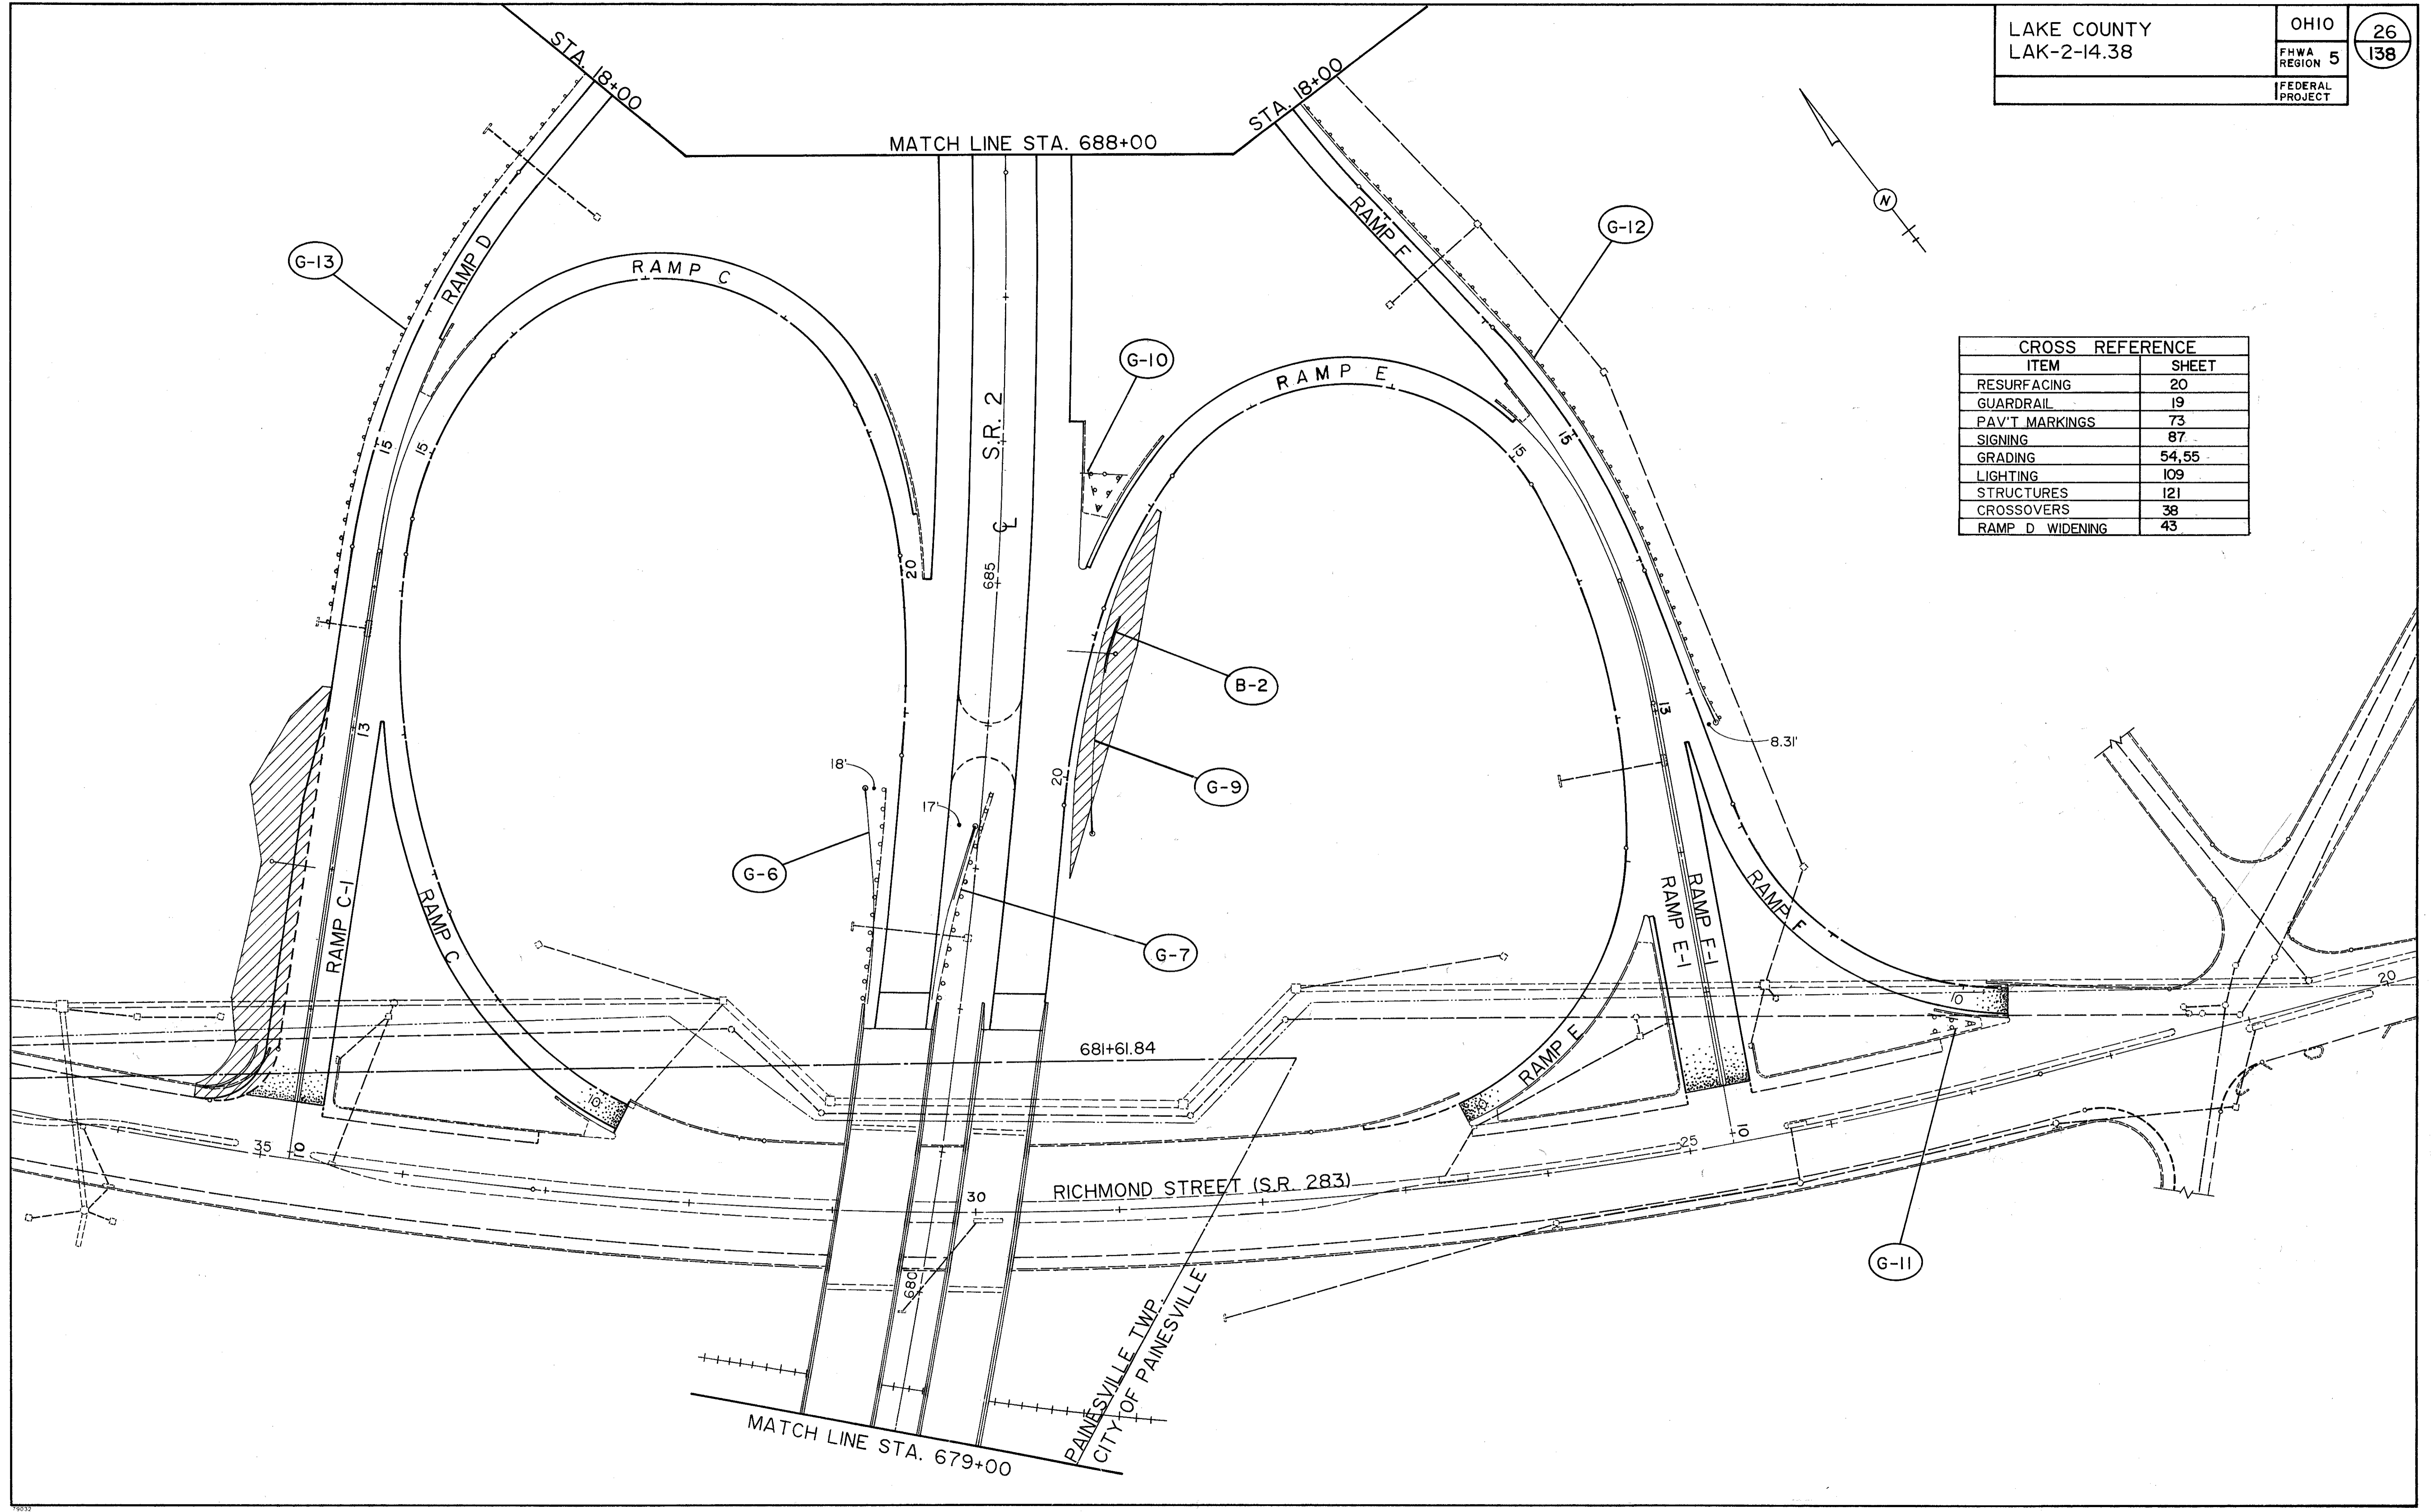 LAKE COUNTY
LAK-2-14.38
OHIO
FHWA
REGION 5
FEDERAL
PROJECT
26
138
STA. 18+00
STA. 18+00
MATCH LINE STA. 688+00
N
G-13
RAMP D
RAMP C
RAMP F
G-12
G-10
RAMP E
S.R. 2
CL
CROSS REFERENCE
ITEM SHEET
RESURFACING 20
GUARDRAIL 19
PAV'T MARKINGS 73
SIGNING 87
GRADING 54,55
LIGHTING 109
STRUCTURES 121
CROSSOVERS 38
RAMP D WIDENING 43
15
15
15
15
20
685
B-2
13
13
8.31'
18'
17'
20
G-9
G-6
G-7
RAMP C-1
RAMP C
RAMP E-1
RAMP F-1
RAMP F
RAMP E
10
20
681+61.84
10
35
10
30
25
10
RICHMOND STREET (S.R. 283)
G-11
680
PAINESVILLE TWP.
CITY OF PAINESVILLE
MATCH LINE STA. 679+00
79032